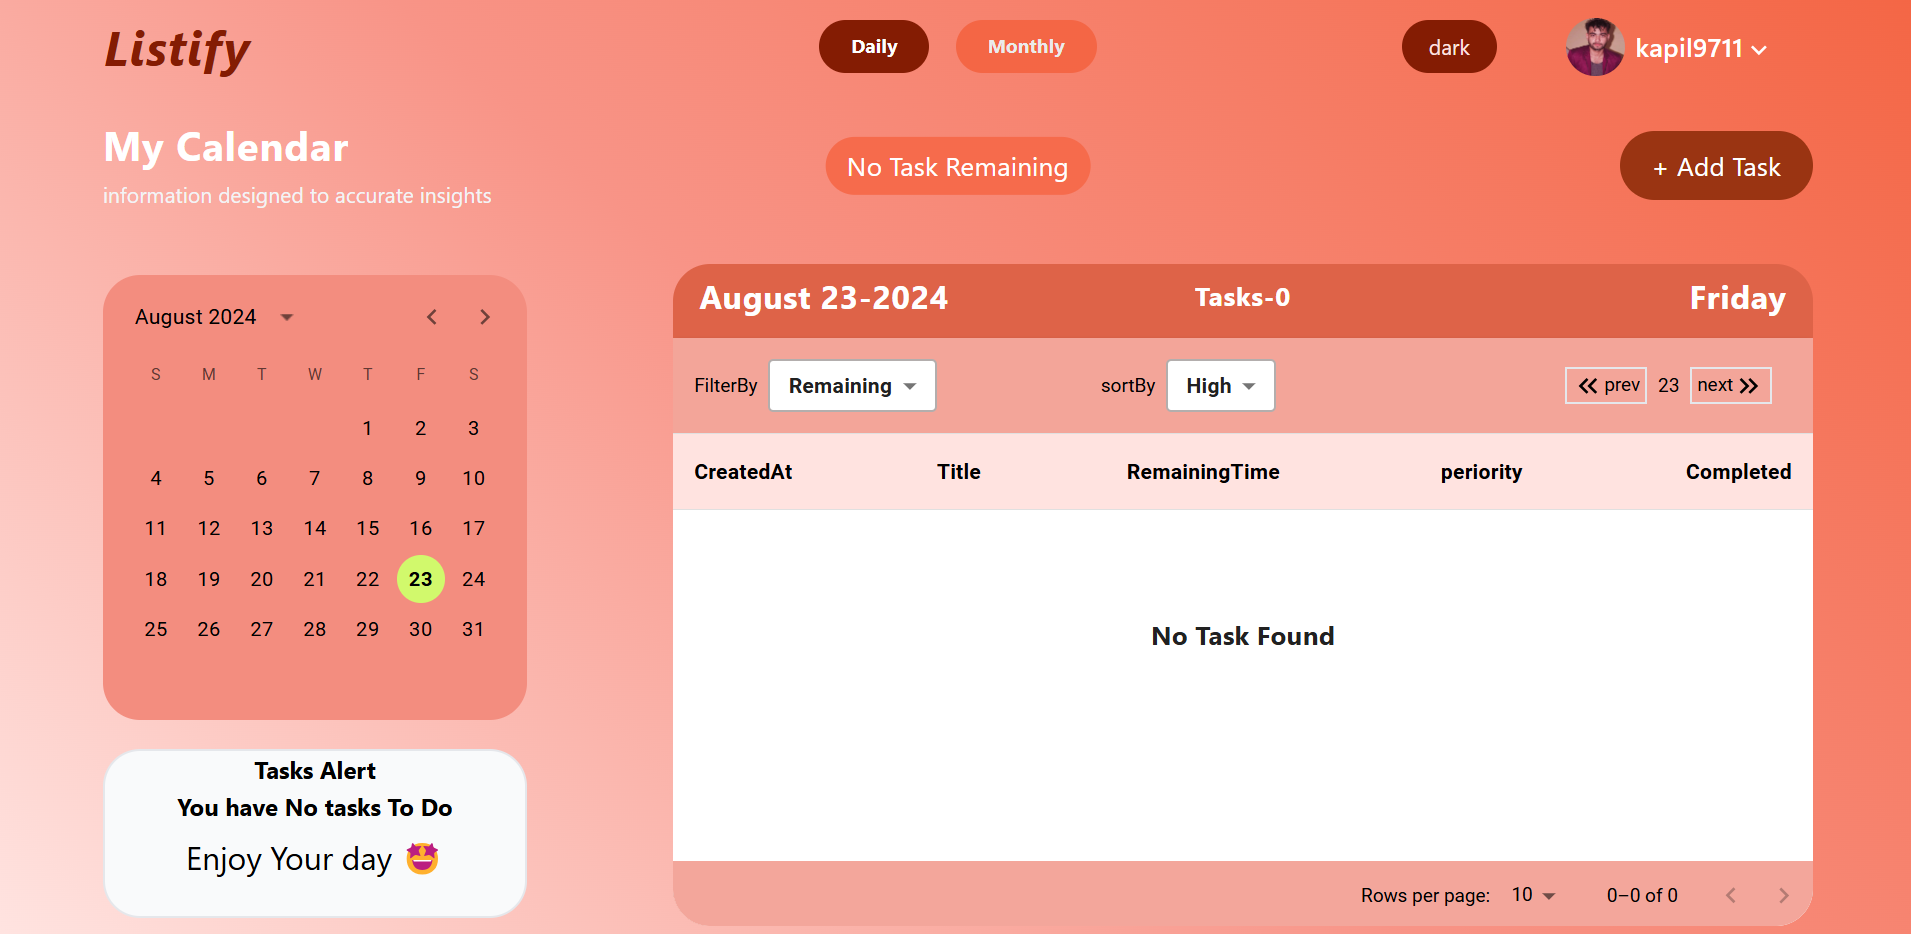 Listify
Daily
Monthly
dark
kapil9711
My Calendar
information designed to accurate insights
No Task Remaining
+ Add Task
August 2024
S M T W T F S
1 2 3
4 5 6 7 8 9 10
11 12 13 14 15 16 17
18 19 20 21 22 23 24
25 26 27 28 29 30 31
Tasks Alert
You have No tasks To Do
Enjoy Your day 🤩
August 23-2024 Tasks-0 Friday
FilterBy Remaining sortBy High prev 23 next
CreatedAt Title RemainingTime periority Completed
No Task Found
Rows per page: 10 0–0 of 0